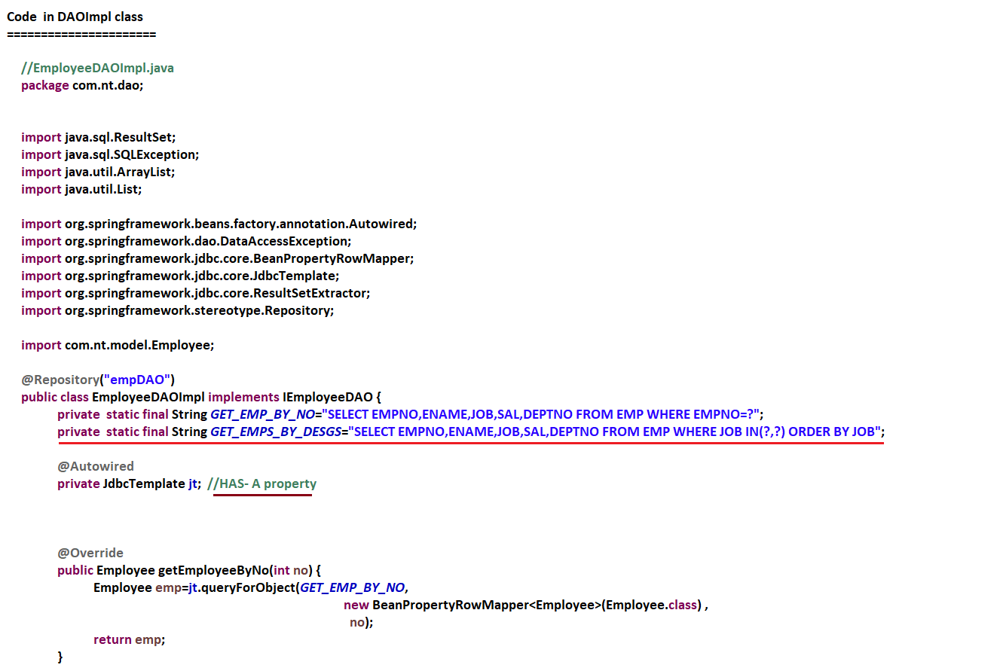 Code  in DAOImpl class
======================
//EmployeeDAOImpl.java
package com.nt.dao;
import java.sql.ResultSet;
import java.sql.SQLException;
import java.util.ArrayList;
import java.util.List;
import org.springframework.beans.factory.annotation.Autowired;
import org.springframework.dao.DataAccessException;
import org.springframework.jdbc.core.BeanPropertyRowMapper;
import org.springframework.jdbc.core.JdbcTemplate;
import org.springframework.jdbc.core.ResultSetExtractor;
import org.springframework.stereotype.Repository;
import com.nt.model.Employee;
@Repository("empDAO")
public class EmployeeDAOImpl implements IEmployeeDAO {
private  static final String GET_EMP_BY_NO="SELECT EMPNO,ENAME,JOB,SAL,DEPTNO FROM EMP WHERE EMPNO=?";
private  static final String GET_EMPS_BY_DESGS="SELECT EMPNO,ENAME,JOB,SAL,DEPTNO FROM EMP WHERE JOB IN(?,?) ORDER BY JOB";
@Autowired
private JdbcTemplate jt;  //HAS- A property
@Override
public Employee getEmployeeByNo(int no) {
Employee emp=jt.queryForObject(GET_EMP_BY_NO,
new BeanPropertyRowMapper<Employee>(Employee.class) ,
no);
return emp;
}